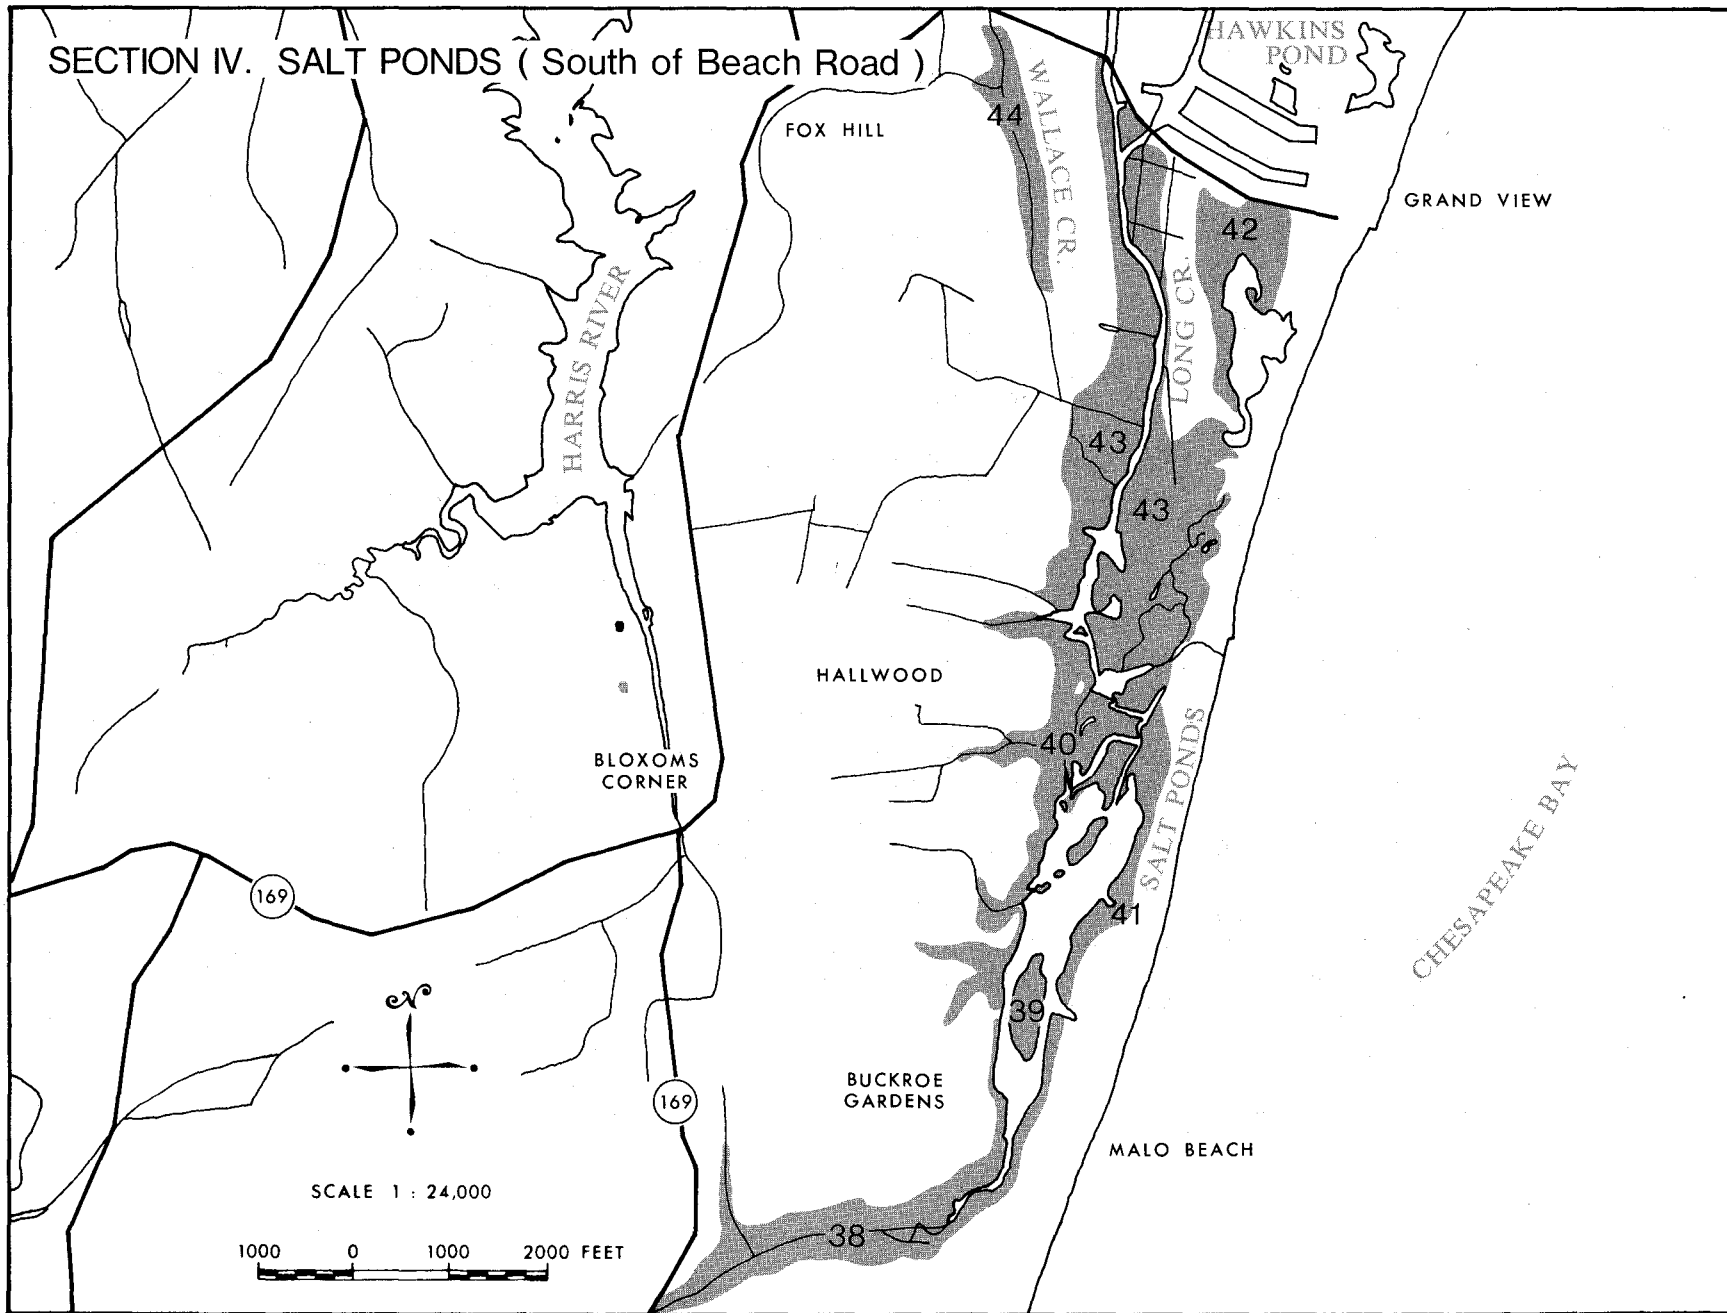 SECTION IV. SALT PONDS ( South of Beach Road )
HAWKINS
POND
WALLACE CR.
44
FOX HILL
GRAND VIEW
42
HARRIS RIVER
LONG CR.
43
43
HALLWOOD
40
BLOXOMS
CORNER
SALT PONDS
CHESAPEAKE BAY
169
41
N
39
BUCKROE
GARDENS
169
MALO BEACH
SCALE 1 : 24,000
38
1000 0 1000 2000 FEET